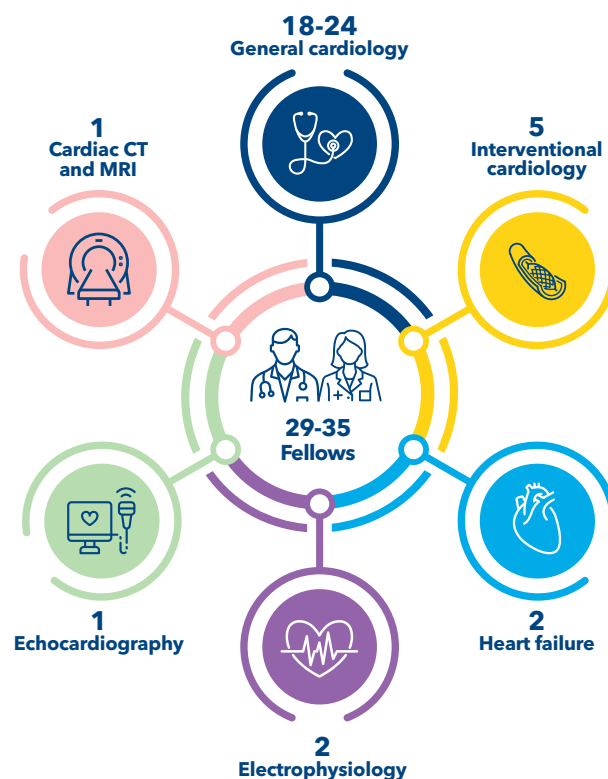 18-24
General cardiology
1
Cardiac CT
and MRI
5
Interventional
cardiology
29-35
Fellows
1
Echocardiography
2
Heart failure
2
Electrophysiology